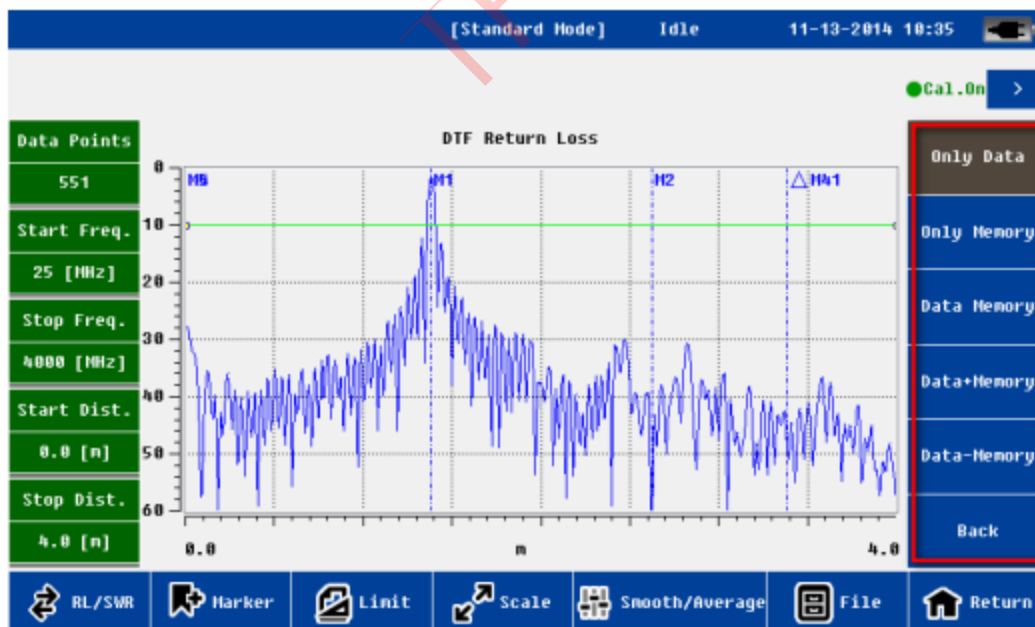 [Standard Mode] Idle 11-13-2014 10:35
Cal.On >
Data Points
551
Start Freq.
25 [MHz]
Stop Freq.
4000 [MHz]
Start Dist.
0.0 [m]
Stop Dist.
4.0 [m]
DTF Return Loss
0
10
20
30
40
50
60
M1
M2
0.0 m 4.0
Only Data
Only Memory
Data Memory
Data+Memory
Data-Memory
Back
RL/SWR Marker Limit Scale Smooth/Average File Return